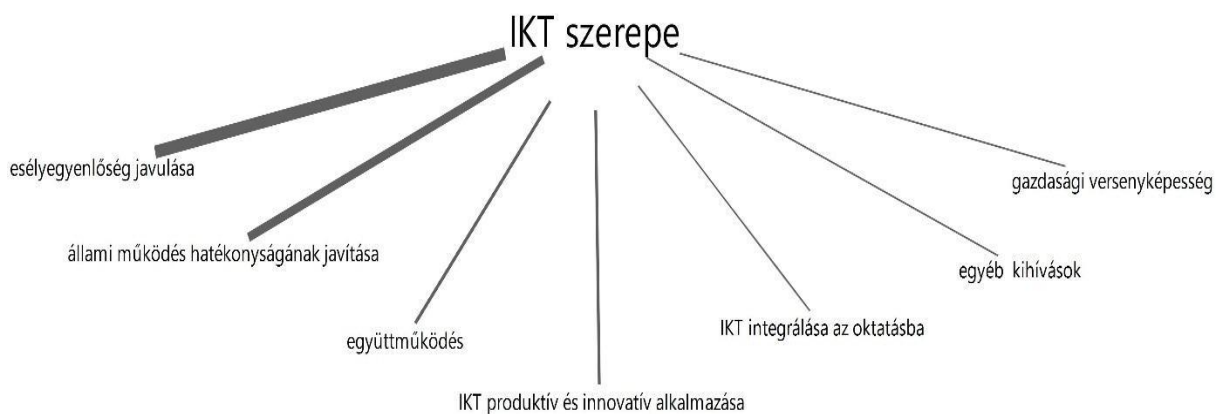 IKT szerepe
esélyegyenlőség javulása
gazdasági versenyképesség
állami működés hatékonyságának javítása
egyéb kihívások
együttműködés
IKT integrálása az oktatásba
IKT produktív és innovatív alkalmazása